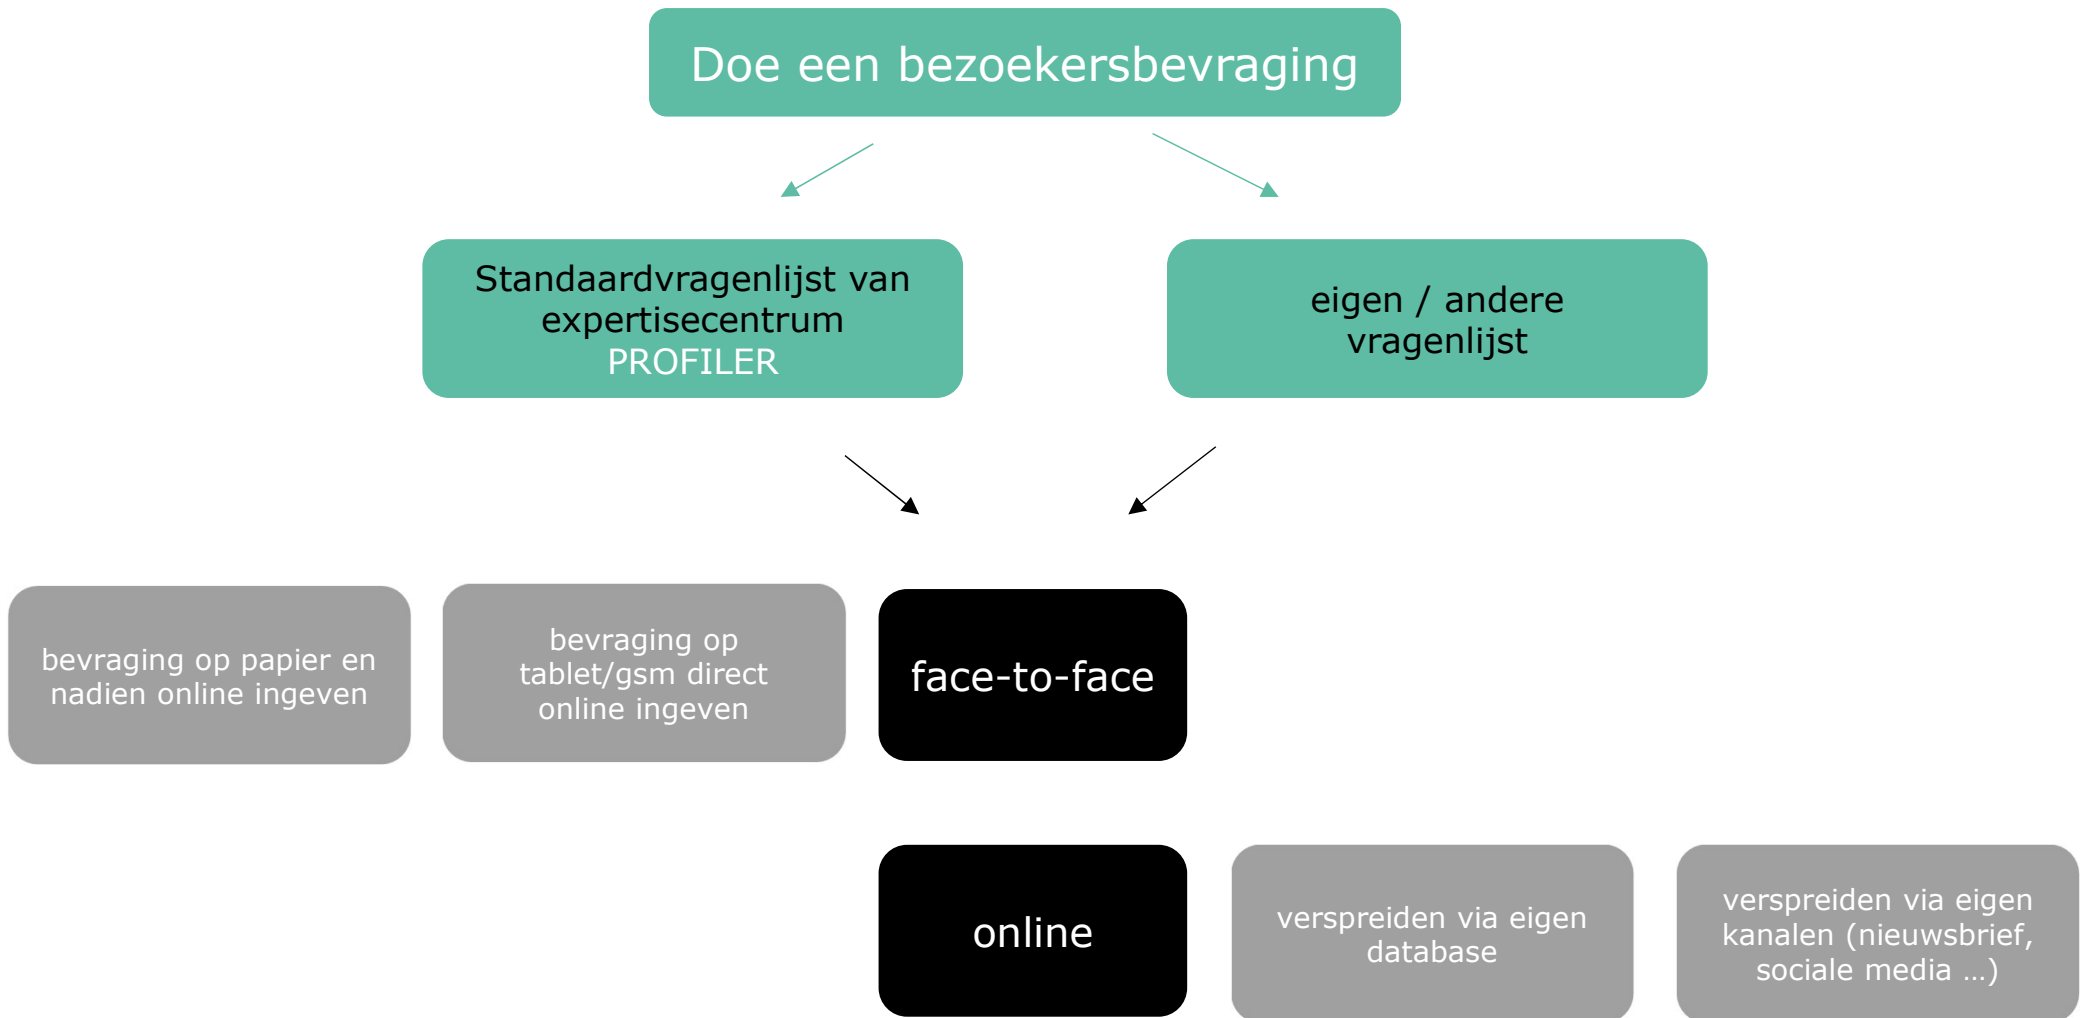 Doe een bezoekersbevraging
Standaardvragenlijst van
expertisecentrum
PROFILER
eigen / andere
vragenlijst
bevraging op papier en
nadien online ingeven
bevraging op
tablet/gsm direct
online ingeven
face-to-face
online
verspreiden via eigen
database
verspreiden via eigen
kanalen (nieuwsbrief,
sociale media …)